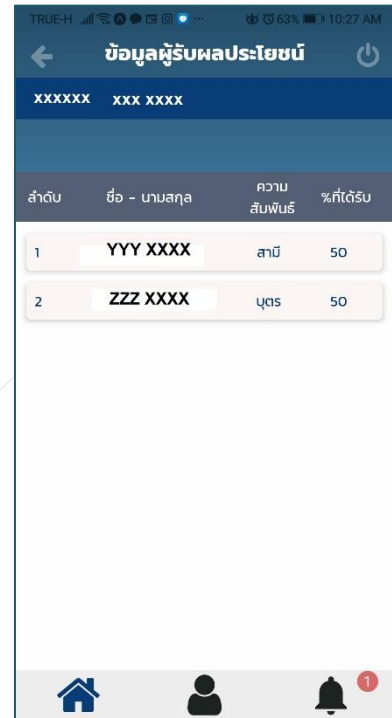 TRUE-H 63% 10:27 AM
ข้อมูลผู้รับผลประโยชน์
xxxxxx xxx xxxx
ลำดับ ชื่อ - นามสกุล ความสัมพันธ์ %ที่ได้รับ
1 YYY XXXX สามี 50
2 ZZZ XXXX บุตร 50
1